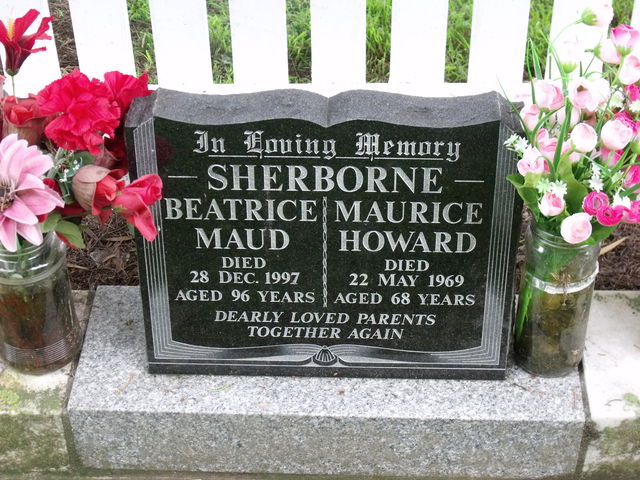 In Loving Memory
SHERBORNE
BEATRICE MAUD
DIED
28 DEC. 1997
AGED 96 YEARS
MAURICE HOWARD
DIED
22 MAY 1969
AGED 68 YEARS
DEARLY LOVED PARENTS
TOGETHER AGAIN